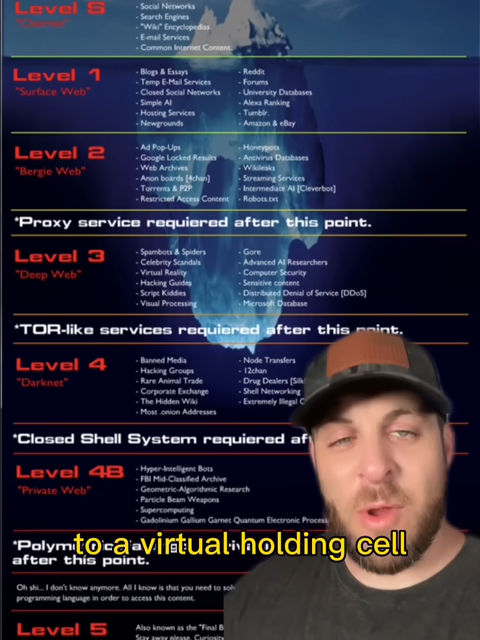 Level S
"Cleanse"
- Social Networks
- Search Engines
- "Wiki" Encyclopedias
- E-mail Services
- Common Internet Content.
Level 1
"Surface Web"
- Blogs & Essays
- Temp E-Mail Services
- Closed Social Networks
- Simple AI
- Hosting Services
- Newgrounds
- Reddit
- Forums
- University Databases
- Alexa Ranking
- Tumblr.
- Amazon & eBay
Level 2
"Bergie Web"
- Ad Pop-Ups
- Google Locked Results
- Web Archives
- Anon boards [4chan]
- Torrents & P2P
- Restricted Access Content
- Honeypots
- Antivirus Databases
- Wikileaks
- Streaming Services
- Intermediate AI [Cleverbot]
- Robots.txt
*Proxy service requiered after this point.
Level 3
"Deep Web"
- Spambots & Spiders
- Celebrity Scandals
- Virtual Reality
- Hacking Guides
- Script Kiddies
- Visual Processing
- Gore
- Advanced AI Researchers
- Computer Security
- Sensitive content
- Distributed Denial of Service [DDoS]
- Microsoft Database
*TOR-like services requiered after this point.
Level 4
"Darknet"
- Banned Media
- Hacking Groups
- Rare Animal Trade
- Corporate Exchange
- The Hidden Wiki
- Most .onion Addresses
- Node Transfers
- 12chan
- Drug Dealers [Silk
- Shell Networking
- Extremely Illegal C
*Closed Shell System requiered af
Level 4B
"Private Web"
- Hyper-Intelligent Bots
- FBI Mid-Classified Archive
- Geometric-Algorithmic Research
- Particle Beam Weapons
- Supercomputing
- Gadolinium Gallium Garnet Quantum Electronic Process
to a virtual holding cell
after this point.
Oh shi... I don't know anymore. All I know is that you need to sol
programming language in order to access this content.
Level 5
Also known as the "Final B
Stay away please. Curiosity